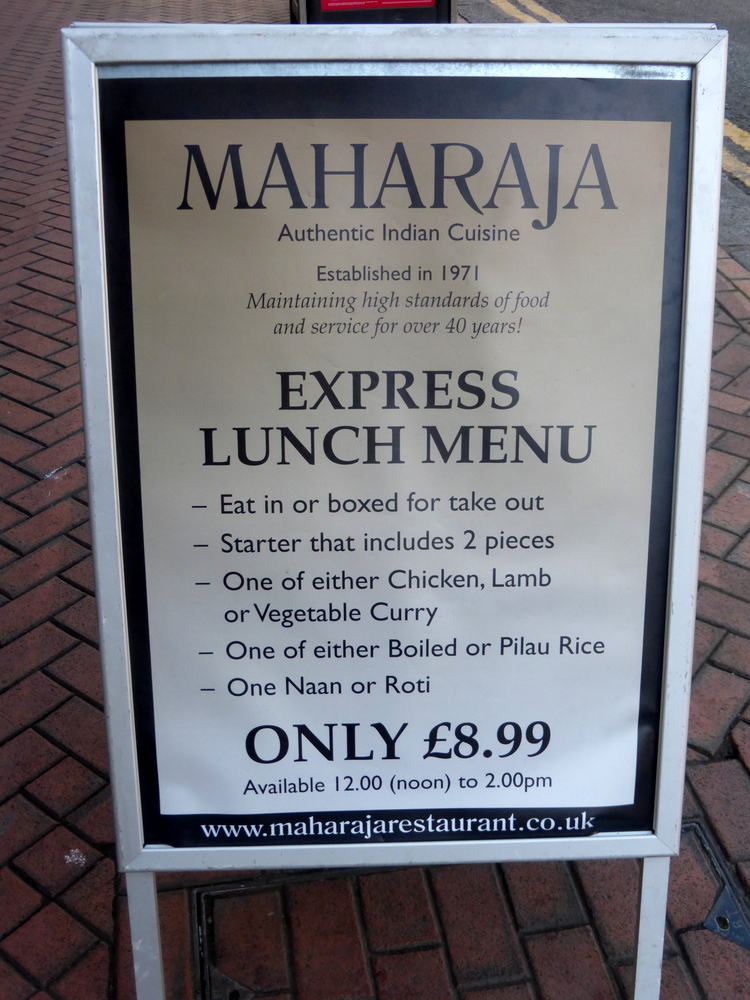 MAHARAJA
Authentic Indian Cuisine
Established in 1971
Maintaining high standards of food
and service for over 40 years!
EXPRESS
LUNCH MENU
– Eat in or boxed for take out
– Starter that includes 2 pieces
– One of either Chicken, Lamb
or Vegetable Curry
– One of either Boiled or Pilau Rice
– One Naan or Roti
ONLY £8.99
Available 12.00 (noon) to 2.00pm
www.maharajarestaurant.co.uk